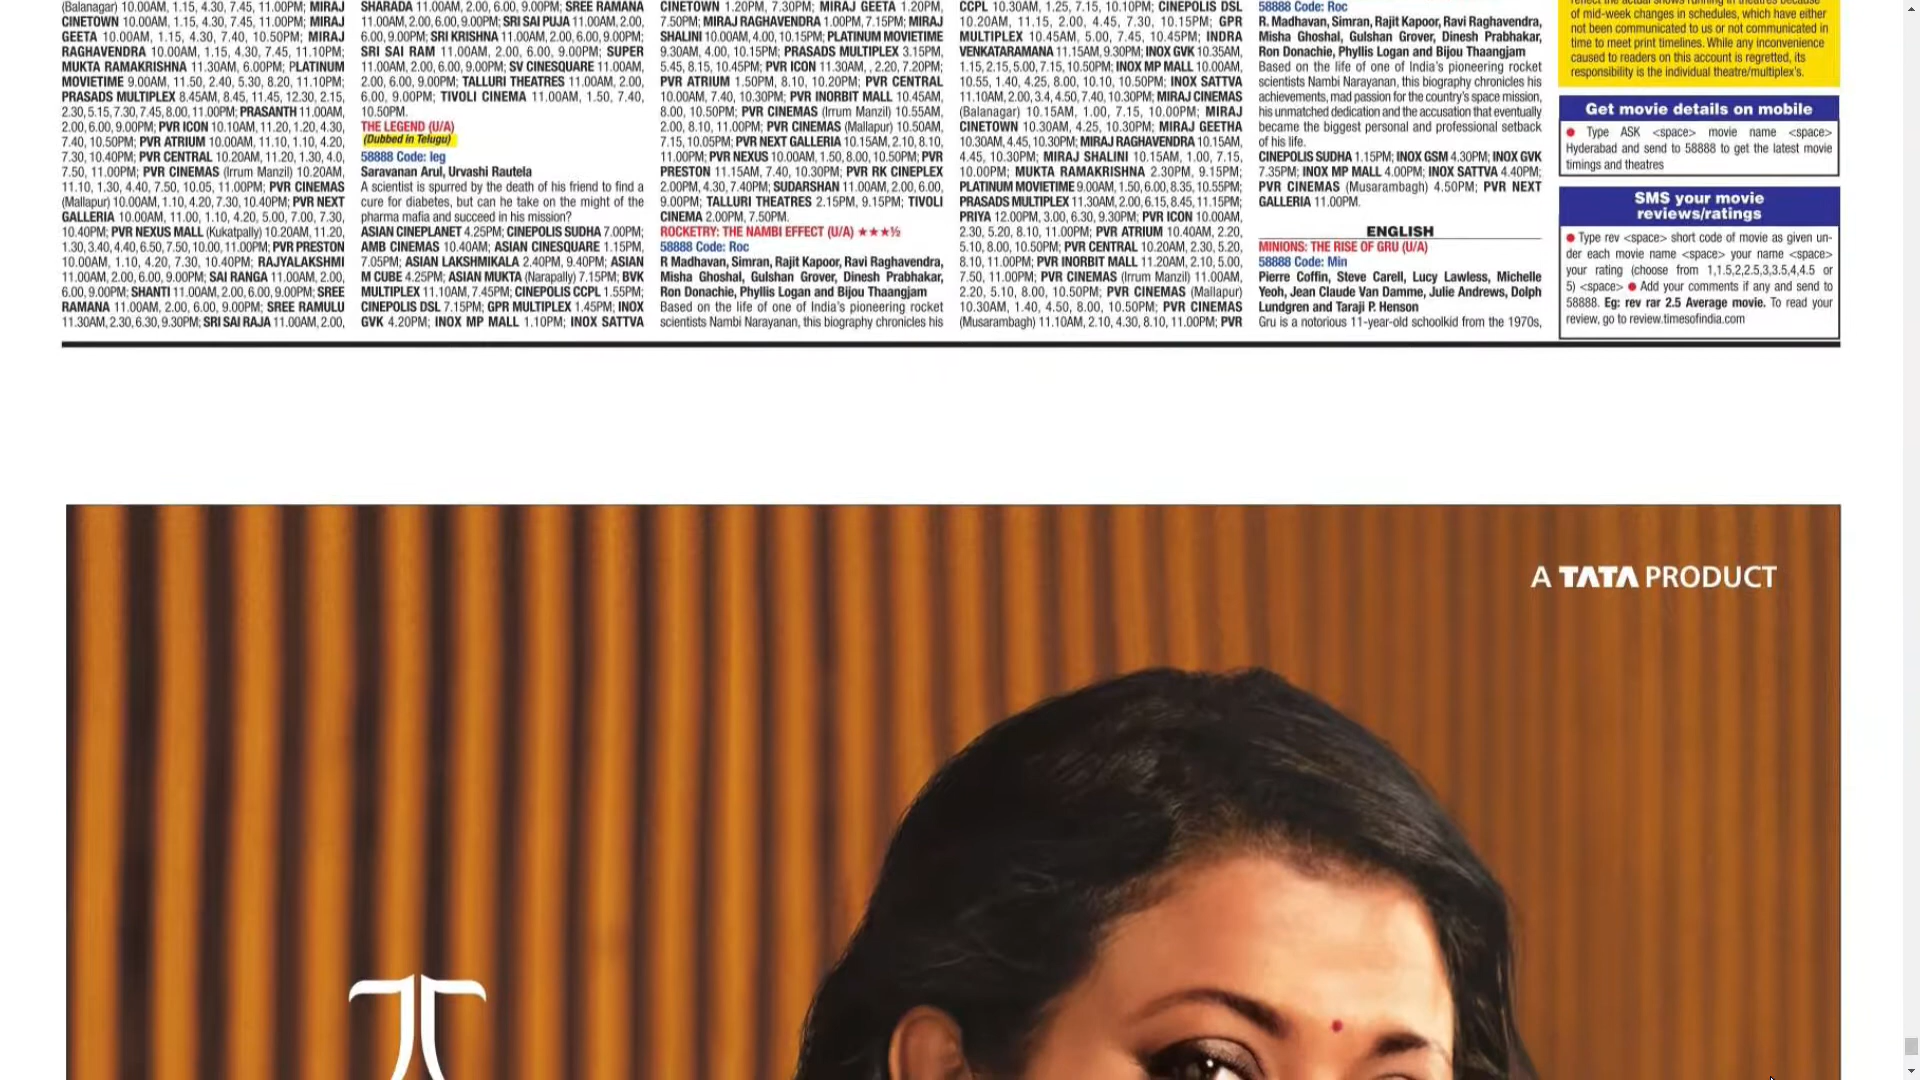 (Balanagar) 10.00AM, 1.15, 4.30, 7.45, 11.00PM; MIRAJ
CINETOWN 10.00AM, 1.15, 4.30, 7.45, 11.00PM; MIRAJ
GEETA 10.00AM, 1.15, 4.30, 7.40, 10.50PM; MIRAJ
RAGHAVENDRA 10.00AM, 1.15, 4.30, 7.45, 11.10PM;
MUKTA RAMAKRISHNA 11.30AM, 6.00PM; PLATINUM
MOVIETIME 9.00AM, 11.50, 2.40, 5.30, 8.20, 11.10PM;
PRASADS MULTIPLEX 8.45AM, 8.45, 11.45, 12.30, 2.15,
2.30, 5.15, 7.30, 7.45, 8.00, 11.00PM; PRASANTH 11.00AM,
2.00, 6.00, 9.00PM; PVR ICON 10.10AM, 11.20, 1.20, 4.30,
7.40, 10.50PM; PVR ATRIUM 10.00AM, 11.10, 1.10, 4.20,
7.30, 10.40PM; PVR CENTRAL 10.20AM, 11.20, 1.30, 4.0,
7.50, 11.00PM; PVR CINEMAS (Irrum Manzil) 10.20AM,
11.10, 1.30, 4.40, 7.50, 10.05, 11.00PM; PVR CINEMAS
(Mallapur) 10.00AM, 1.10, 4.20, 7.30, 10.40PM; PVR NEXT
GALLERIA 10.00AM, 11.00, 1.10, 4.20, 5.00, 7.00, 7.30,
10.40PM; PVR NEXUS MALL (Kukatpally) 10.20AM, 11.20,
1.30, 3.40, 4.40, 6.50, 7.50, 10.00, 11.00PM; PVR PRESTON
10.00AM, 1.10, 4.20, 7.30, 10.40PM; RAJYALAKSHMI
11.00AM, 2.00, 6.00, 9.00PM; SAI RANGA 11.00AM, 2.00,
6.00, 9.00PM; SHANTI 11.00AM, 2.00, 6.00, 9.00PM; SREE
RAMANA 11.00AM, 2.00, 6.00, 9.00PM; SREE RAMULU
11.30AM, 2.30, 6.30, 9.30PM; SRI SAI RAJA 11.00AM, 2.00,
SHARADA 11.00AM, 2.00, 6.00, 9.00PM; SREE RAMANA
11.00AM, 2.00, 6.00, 9.00PM; SRI SAI PUJA 11.00AM, 2.00,
6.00, 9.00PM; SRI KRISHNA 11.00AM, 2.00, 6.00, 9.00PM;
SRI SAI RAM 11.00AM, 2.00, 6.00, 9.00PM; SUPER
11.00AM, 2.00, 6.00, 9.00PM; SV CINESQUARE 11.00AM,
2.00, 6.00, 9.00PM; TALLURI THEATRES 11.00AM, 2.00,
6.00, 9.00PM; TIVOLI CINEMA 11.00AM, 1.50, 7.40,
10.50PM.
THE LEGEND (U/A)
(Dubbed in Telugu)
58888 Code: leg
Saravanan Arul, Urvashi Rautela
A scientist is spurred by the death of his friend to find a
cure for diabetes, but can he take on the might of the
pharma mafia and succeed in his mission?
ASIAN CINEPLANET 4.25PM; CINEPOLIS SUDHA 7.00PM;
AMB CINEMAS 10.40AM; ASIAN CINESQUARE 1.15PM,
7.05PM; ASIAN LAKSHMIKALA 2.40PM, 9.40PM; ASIAN
M CUBE 4.25PM; ASIAN MUKTA (Narapally) 7.15PM; BVK
MULTIPLEX 11.10AM, 7.45PM; CINEPOLIS CCPL 1.55PM;
CINEPOLIS DSL 7.15PM; GPR MULTIPLEX 1.45PM; INOX
GVK 4.20PM; INOX MP MALL 1.10PM; INOX SATTVA
CINETOWN 1.20PM, 7.30PM; MIRAJ GEETA 1.20PM,
7.50PM; MIRAJ RAGHAVENDRA 1.00PM, 7.15PM; MIRAJ
SHALINI 10.00AM, 4.00, 10.15PM; PLATINUM MOVIETIME
9.30AM, 4.00, 10.15PM; PRASADS MULTIPLEX 3.15PM,
5.45, 8.15, 10.45PM; PVR ICON 11.30AM, , 2.20, 7.20PM;
PVR ATRIUM 1.50PM, 8.10, 10.20PM; PVR CENTRAL
10.00AM, 7.40, 10.30PM; PVR INORBIT MALL 10.45AM,
8.00, 10.50PM; PVR CINEMAS (Irrum Manzil) 10.55AM,
2.00, 8.10, 11.00PM; PVR CINEMAS (Mallapur) 10.50AM,
7.15, 10.05PM; PVR NEXT GALLERIA 10.15AM, 2.10, 8.10,
11.00PM; PVR NEXUS 10.00AM, 1.50, 8.00, 10.50PM; PVR
PRESTON 11.15AM, 7.40, 10.30PM; PVR RK CINEPLEX
2.00PM, 4.30, 7.40PM; SUDARSHAN 11.00AM, 2.00, 6.00,
9.00PM; TALLURI THEATRES 2.15PM, 9.15PM; TIVOLI
CINEMA 2.00PM, 7.50PM.
ROCKETRY: THE NAMBI EFFECT (U/A) ★★★½
58888 Code: Roc
R Madhavan, Simran, Rajit Kapoor, Ravi Raghavendra,
Misha Ghoshal, Gulshan Grover, Dinesh Prabhakar,
Ron Donachie, Phyllis Logan and Bijou Thaangjam
Based on the life of one of India's pioneering rocket
scientists Nambi Narayanan, this biography chronicles his
CCPL 10.30AM, 1.25, 7.15, 10.10PM; CINEPOLIS DSL
10.20AM, 11.15, 2.00, 4.45, 7.30, 10.15PM; GPR
MULTIPLEX 10.45AM, 5.00, 7.45, 10.45PM; INDRA
VENKATARAMANA 11.15AM, 9.30PM; INOX GVK 10.35AM,
1.15, 2.15, 5.00, 7.15, 10.50PM; INOX MP MALL 10.00AM,
10.55, 1.40, 4.25, 8.00, 10.10, 10.50PM; INOX SATTVA
11.10AM, 2.00, 3.4, 4.50, 7.40, 10.30PM; MIRAJ CINEMAS
(Balanagar) 10.15AM, 1.00, 7.15, 10.00PM; MIRAJ
CINETOWN 10.30AM, 4.25, 10.30PM; MIRAJ GEETHA
10.30AM, 4.45, 10.30PM; MIRAJ RAGHAVENDRA 10.15AM,
4.45, 10.30PM; MIRAJ SHALINI 10.15AM, 1.00, 7.15,
10.00PM; MUKTA RAMAKRISHNA 2.30PM, 9.15PM;
PLATINUM MOVIETIME 9.00AM, 1.50, 6.00, 8.35, 10.55PM;
PRASADS MULTIPLEX 11.30AM, 2.00, 6.15, 8.45, 11.15PM;
PRIYA 12.00PM, 3.00, 6.30, 9.30PM; PVR ICON 10.00AM,
2.30, 5.20, 8.10, 11.00PM; PVR ATRIUM 10.40AM, 2.20,
5.10, 8.00, 10.50PM; PVR CENTRAL 10.20AM, 2.30, 5.20,
8.10, 11.00PM; PVR INORBIT MALL 11.20AM, 2.10, 5.00,
7.50, 11.00PM; PVR CINEMAS (Irrum Manzil) 11.00AM,
2.20, 5.10, 8.00, 10.50PM; PVR CINEMAS (Mallapur)
10.30AM, 1.40, 4.50, 8.00, 10.50PM; PVR CINEMAS
(Musarambagh) 11.10AM, 2.10, 4.30, 8.10, 11.00PM; PVR
58888 Code: Roc
R. Madhavan, Simran, Rajit Kapoor, Ravi Raghavendra,
Misha Ghoshal, Gulshan Grover, Dinesh Prabhakar,
Ron Donachie, Phyllis Logan and Bijou Thaangjam
Based on the life of one of India's pioneering rocket
scientists Nambi Narayanan, this biography chronicles his
achievements, mad passion for the country's space mission,
his unmatched dedication and the accusation that eventually
became the biggest personal and professional setback
of his life.
CINEPOLIS SUDHA 1.15PM; INOX GSM 4.30PM; INOX GVK
7.35PM; INOX MP MALL 4.00PM; INOX SATTVA 4.40PM;
PVR CINEMAS (Musarambagh) 4.50PM; PVR NEXT
GALLERIA 11.00PM.
ENGLISH
MINIONS: THE RISE OF GRU (U/A)
58888 Code: Min
Pierre Coffin, Steve Carell, Lucy Lawless, Michelle
Yeoh, Jean Claude Van Damme, Julie Andrews, Dolph
Lundgren and Taraji P. Henson
Gru is a notorious 11-year-old schoolkid from the 1970s,
reflect the actual shows running in theatres because
of mid-week changes in schedules, which have either
not been communicated to us or not communicated in
time to meet print timelines. While any inconvenience
caused to readers on this account is regretted, its
responsibility is the individual theatre/multiplex's.
Get movie details on mobile
● Type ASK <space> movie name <space>
Hyderabad and send to 58888 to get the latest movie
timings and theatres
SMS your movie
reviews/ratings
● Type rev <space> short code of movie as given un-
der each movie name <space> your name <space>
your rating (choose from 1,1.5,2,2.5,3,3.5,4,4.5 or
5) <space> ● Add your comments if any and send to
58888. Eg: rev rar 2.5 Average movie. To read your
review, go to review.timesofindia.com
A TATA PRODUCT